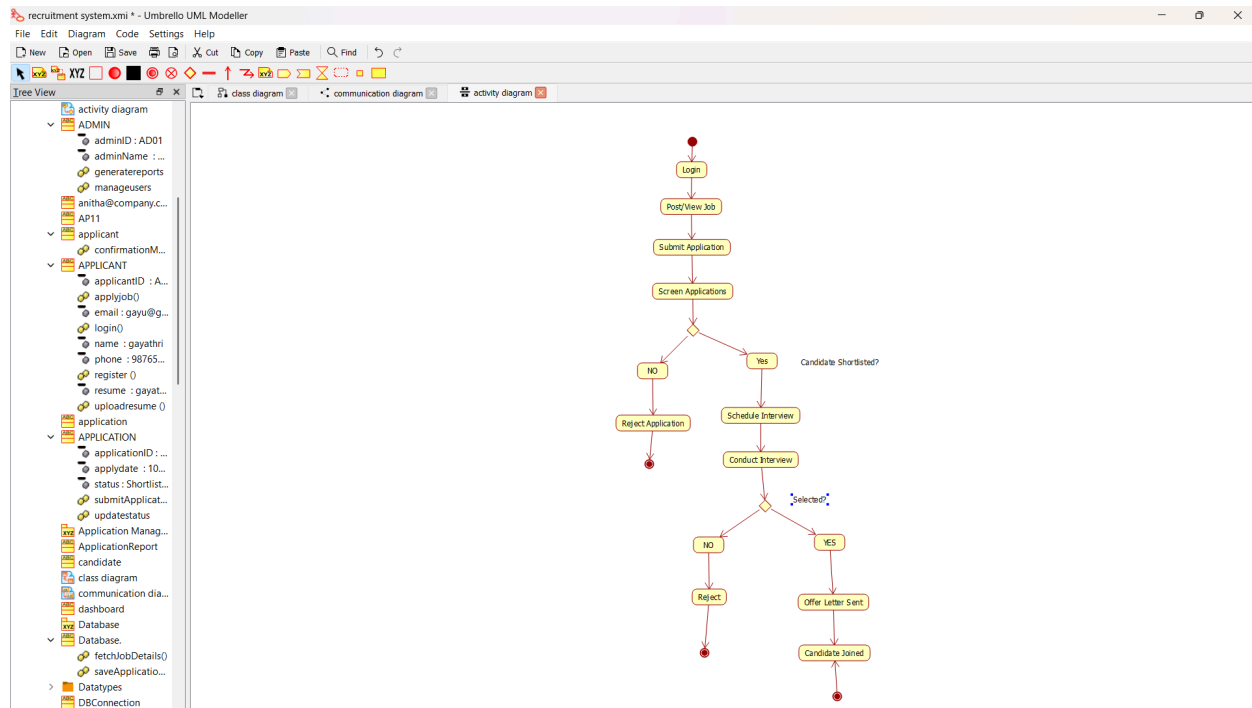 recruitment system.xmi * - Umbrello UML Modeller
File Edit Diagram Code Settings Help
New Open Save Cut Copy Paste Find
XYZ XYZ
Tree View
class diagram communication diagram activity diagram
activity diagram
ADMIN
adminID : AD01
adminName : ...
generatereports
manageusers
anitha@company.c...
AP11
applicant
confirmationM...
APPLICANT
applicantID : A...
applyjob()
email : gayu@g...
login()
name : gayathri
phone : 98765...
register ()
resume : gayat...
uploadresume ()
application
APPLICATION
applicationID : ...
applydate : 10...
status : Shortlist...
submitApplicat...
updatestatus
Application Manag...
ApplicationReport
candidate
class diagram
communication dia...
dashboard
Database
Database.
fetchJobDetails()
saveApplicatio...
Datatypes
DBConnection
Login
Post/View Job
Submit Application
Screen Applications
NO
Yes
Candidate Shortlisted?
Reject Application
Schedule Interview
Conduct Interview
Selected?
NO
YES
Reject
Offer Letter Sent
Candidate Joined